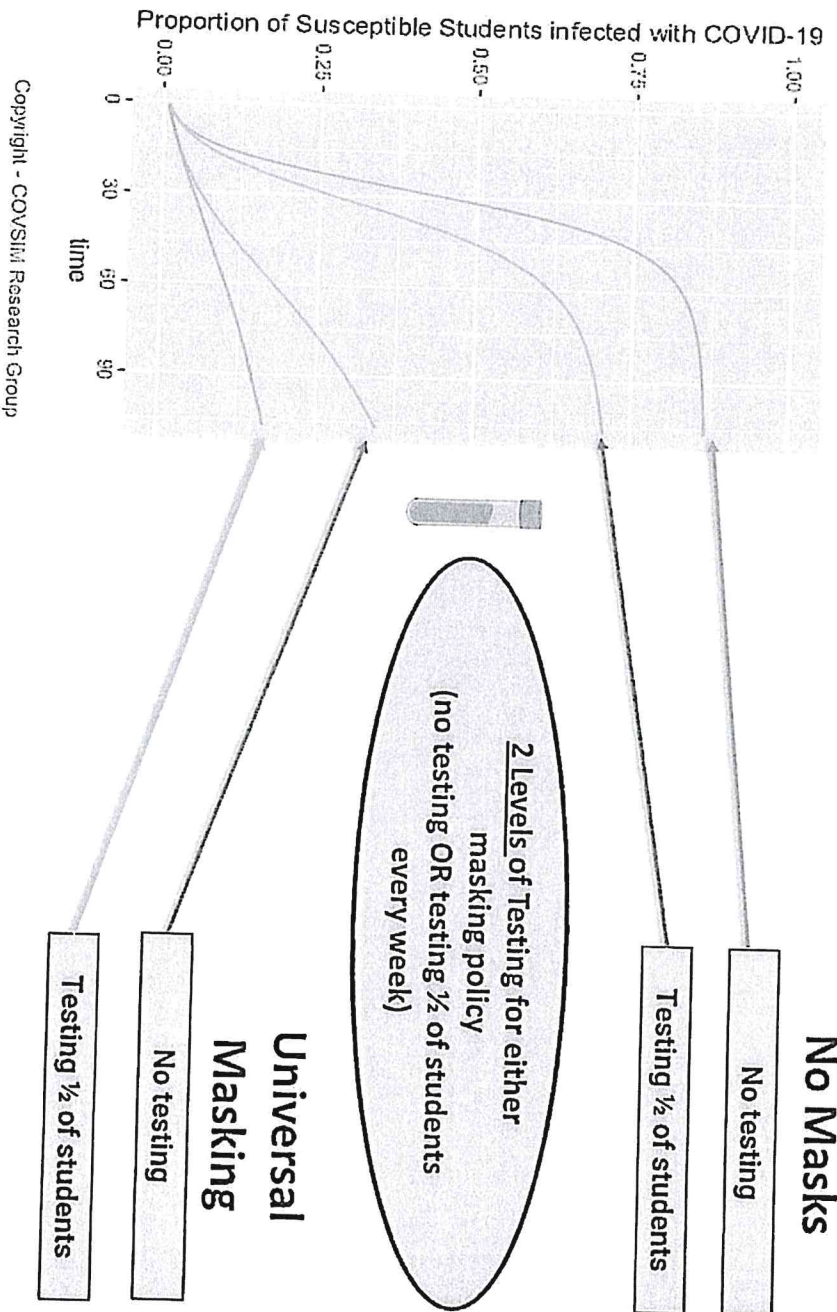 Proportion of Susceptible Students infected with COVID-19
1.00
0.75
0.50
0.25
0.00
0
30
60
90
time
No Masks
No testing
Testing ½ of students
2 Levels of Testing for either
masking policy
(no testing OR testing ½ of students
every week)
Universal
Masking
No testing
Testing ½ of students
Copyright - COVSIM Research Group